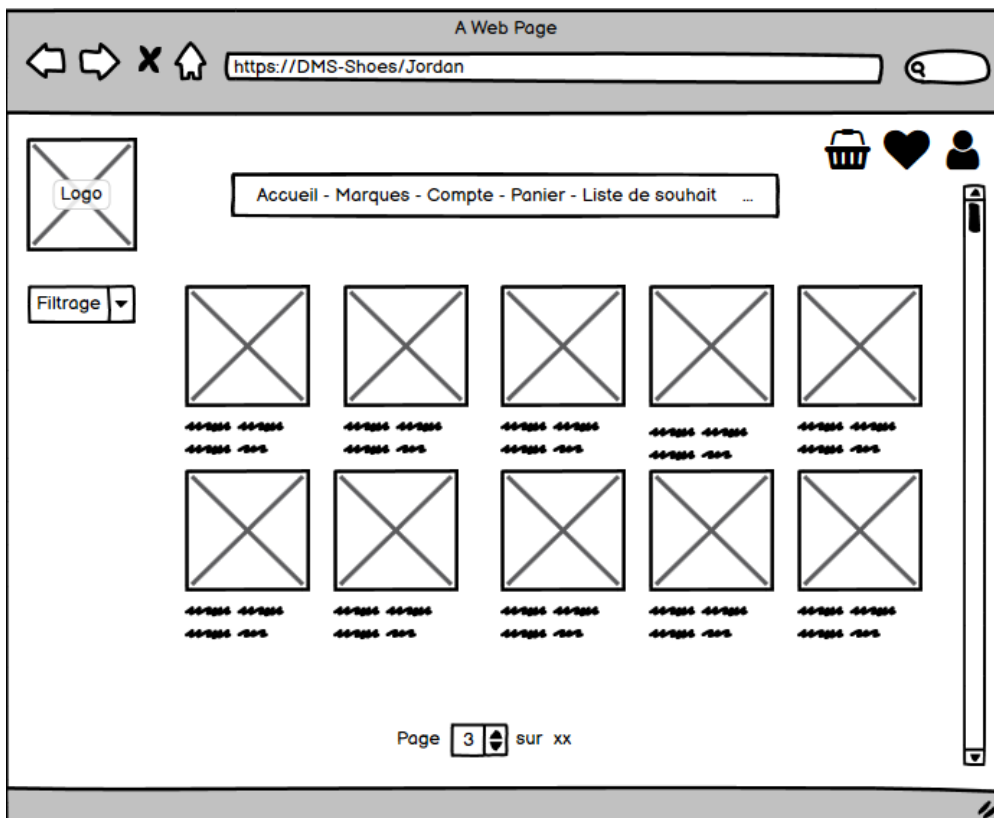 A Web Page
https://DMS-Shoes/Jordan
Logo
Accueil - Marques - Compte - Panier - Liste de souhait ...
Filtrage
Page 3 sur xx